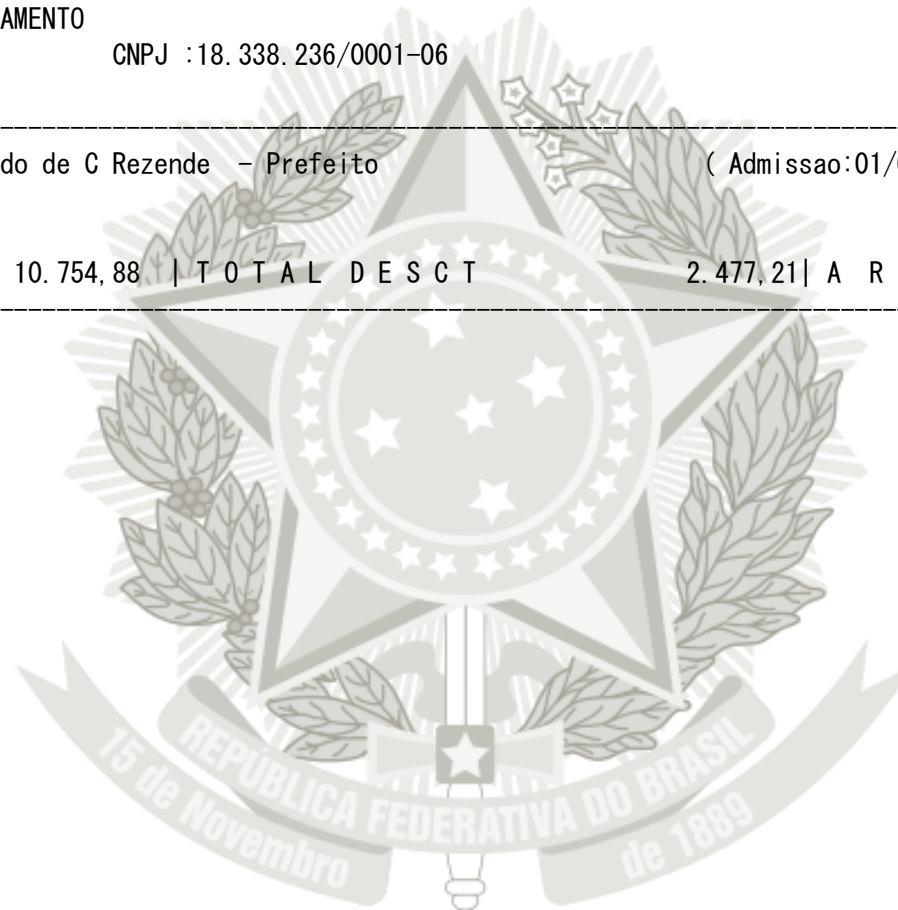 AMENTO
CNPJ :18.338.236/0001-06
do de C Rezende - Prefeito ( Admissao:01/
10.754,88 | T O T A L D E S C T 2.477,21| A R
REPÚBLICA FEDERATIVA DO BRASIL
15 de Novembro de 1889